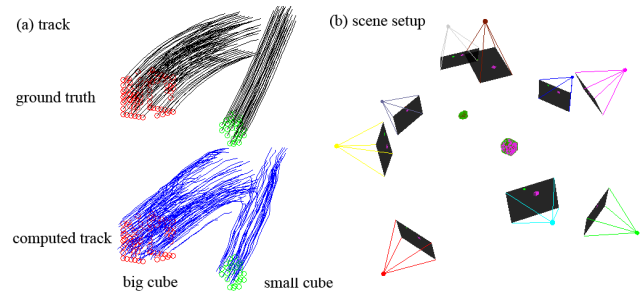 (a) track
ground truth
computed track
big cube
small cube
(b) scene setup